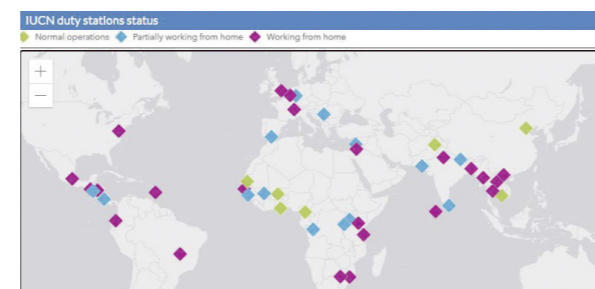 IUCN duty stations status
Normal operations Partially working from home Working from home
+
−